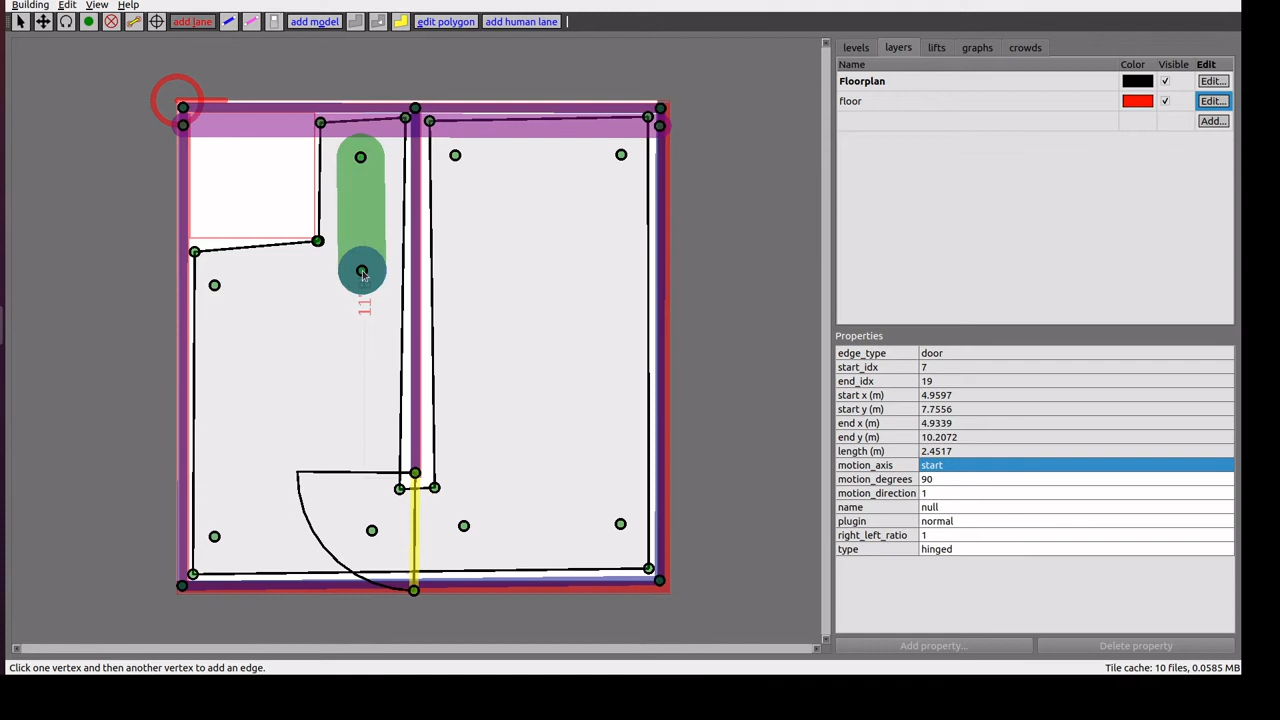 Building Edit View Help
add lane add model edit polygon add human lane
levels layers lifts graphs crowds
Name Color Visible Edit
Floorplan Edit...
floor Edit...
Add...
11
Properties
edge_type door
start_idx 7
end_idx 19
start x (m) 4.9597
start y (m) 7.7556
end x (m) 4.9339
end y (m) 10.2072
length (m) 2.4517
motion_axis start
motion_degrees 90
motion_direction 1
name null
plugin normal
right_left_ratio 1
type hinged
Add property... Delete property
Click one vertex and then another vertex to add an edge. Tile cache: 10 files, 0.0585 MB